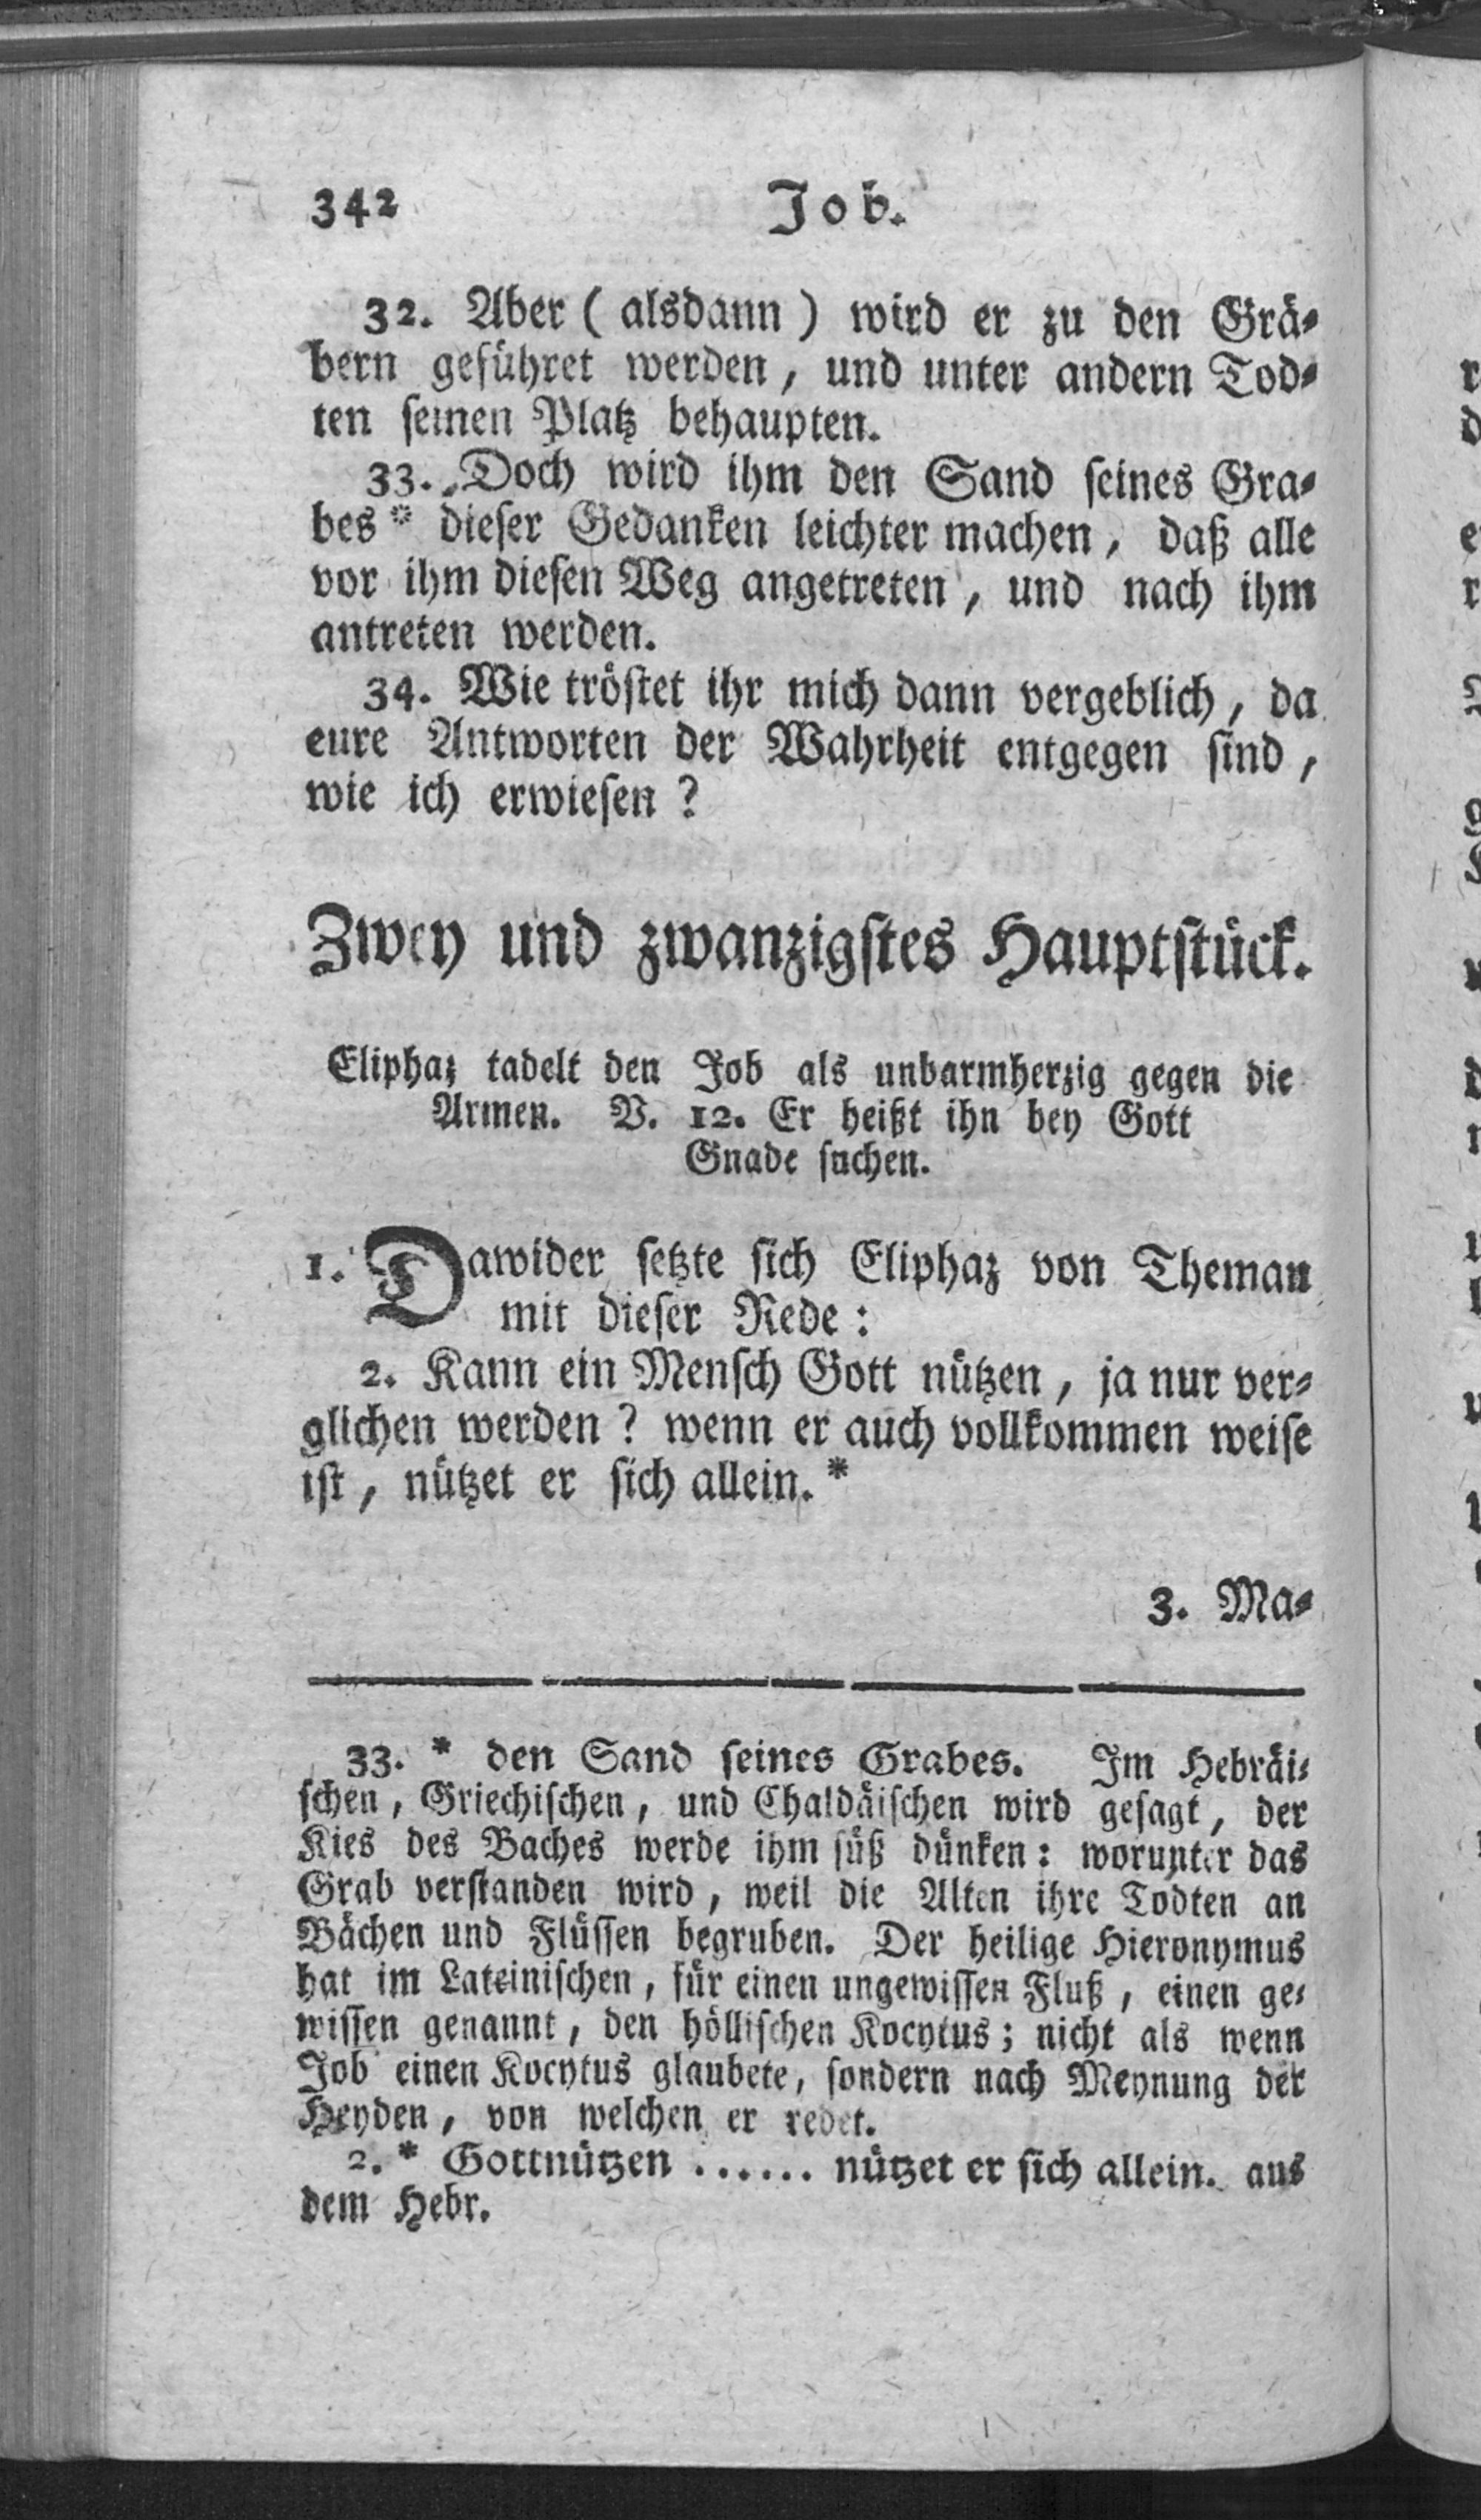 342
Job.
32. Aber ( alsdann ) wird er zu den Grä-
bern geführet werden, und unter andern Tod-
ten seinen Platz behaupten.
33. Doch wird ihm den Sand seines Gra-
bes * dieser Gedanken leichter machen, daß alle
vor ihm diesen Weg angetreten, und nach ihm
antreten werden.
34. Wie tröstet ihr mich dann vergeblich, da
eure Antworten der Wahrheit entgegen sind,
wie ich erwiesen?
Zwey und zwanzigstes Hauptstück.
Eliphaz tadelt den Job als unbarmherzig gegen die
Armen. V. 12. Er heißt ihn bey Gott
Gnade suchen.
1. Dawider setzte sich Eliphaz von Theman
mit dieser Rede:
2. Kann ein Mensch Gott nützen, ja nur ver-
glichen werden? wenn er auch vollkommen weise
ist, nützet er sich allein. *
3. Ma-
33. * den Sand seines Grabes. Im Hebräi-
schen, Griechischen, und Chaldäischen wird gesagt, der
Kies des Baches werde ihm süß dünken: worunter das
Grab verstanden wird, weil die Alten ihre Todten an
Bächen und Flüssen begruben. Der heilige Hieronymus
hat im Lateinischen, für einen ungewissen Fluß, einen ge-
wissen genannt, den höllischen Kocytus; nicht als wenn
Job einen Kocytus glaubete, sondern nach Meynung der
Heyden, von welchen er redet.
2. * Gottnützen ...... nützet er sich allein. aus
dem Hebr.